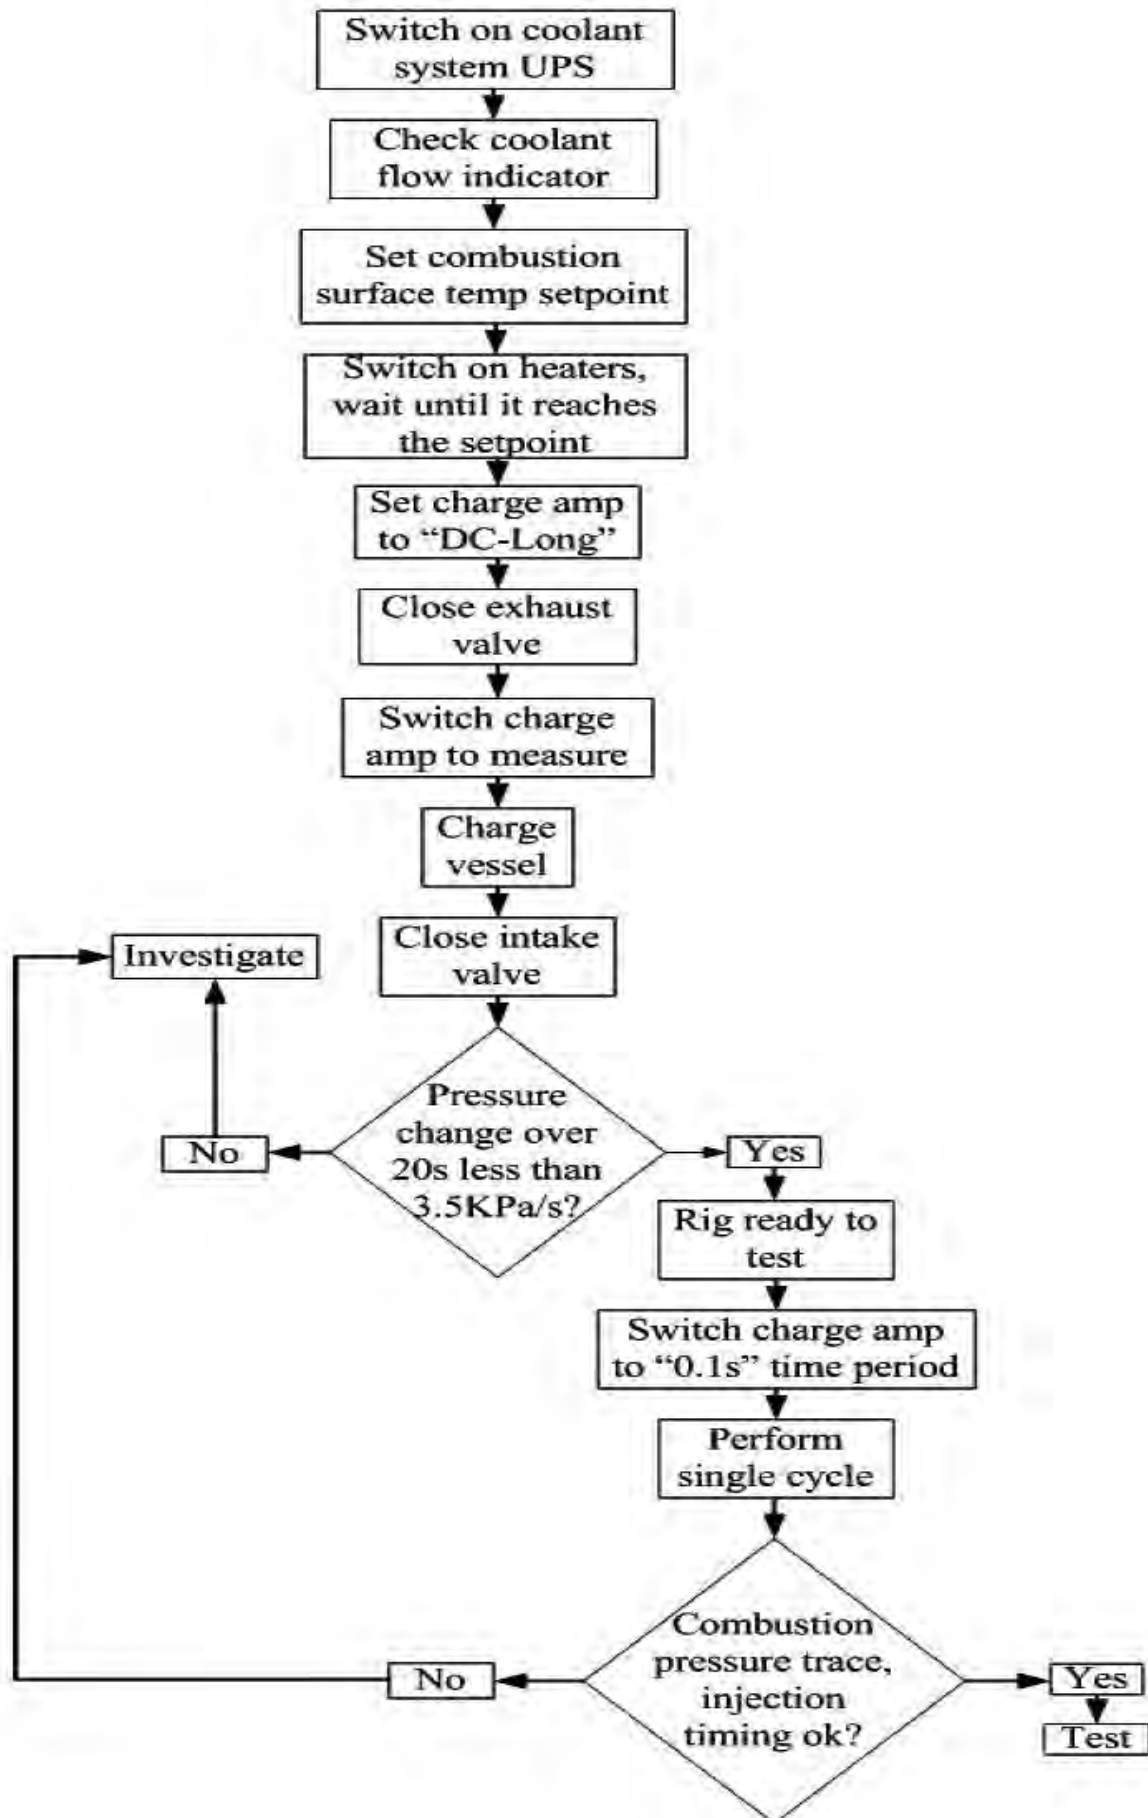 Switch on coolant
system UPS
Check coolant
flow indicator
Set combustion
surface temp setpoint
Switch on heaters,
wait until it reaches
the setpoint
Set charge amp
to “DC-Long”
Close exhaust
valve
Switch charge
amp to measure
Charge
vessel
Close intake
valve
Investigate
Pressure
change over
20s less than
3.5KPa/s?
No
Yes
Rig ready to
test
Switch charge amp
to “0.1s” time period
Perform
single cycle
Combustion
pressure trace,
injection
timing ok?
No
Yes
Test